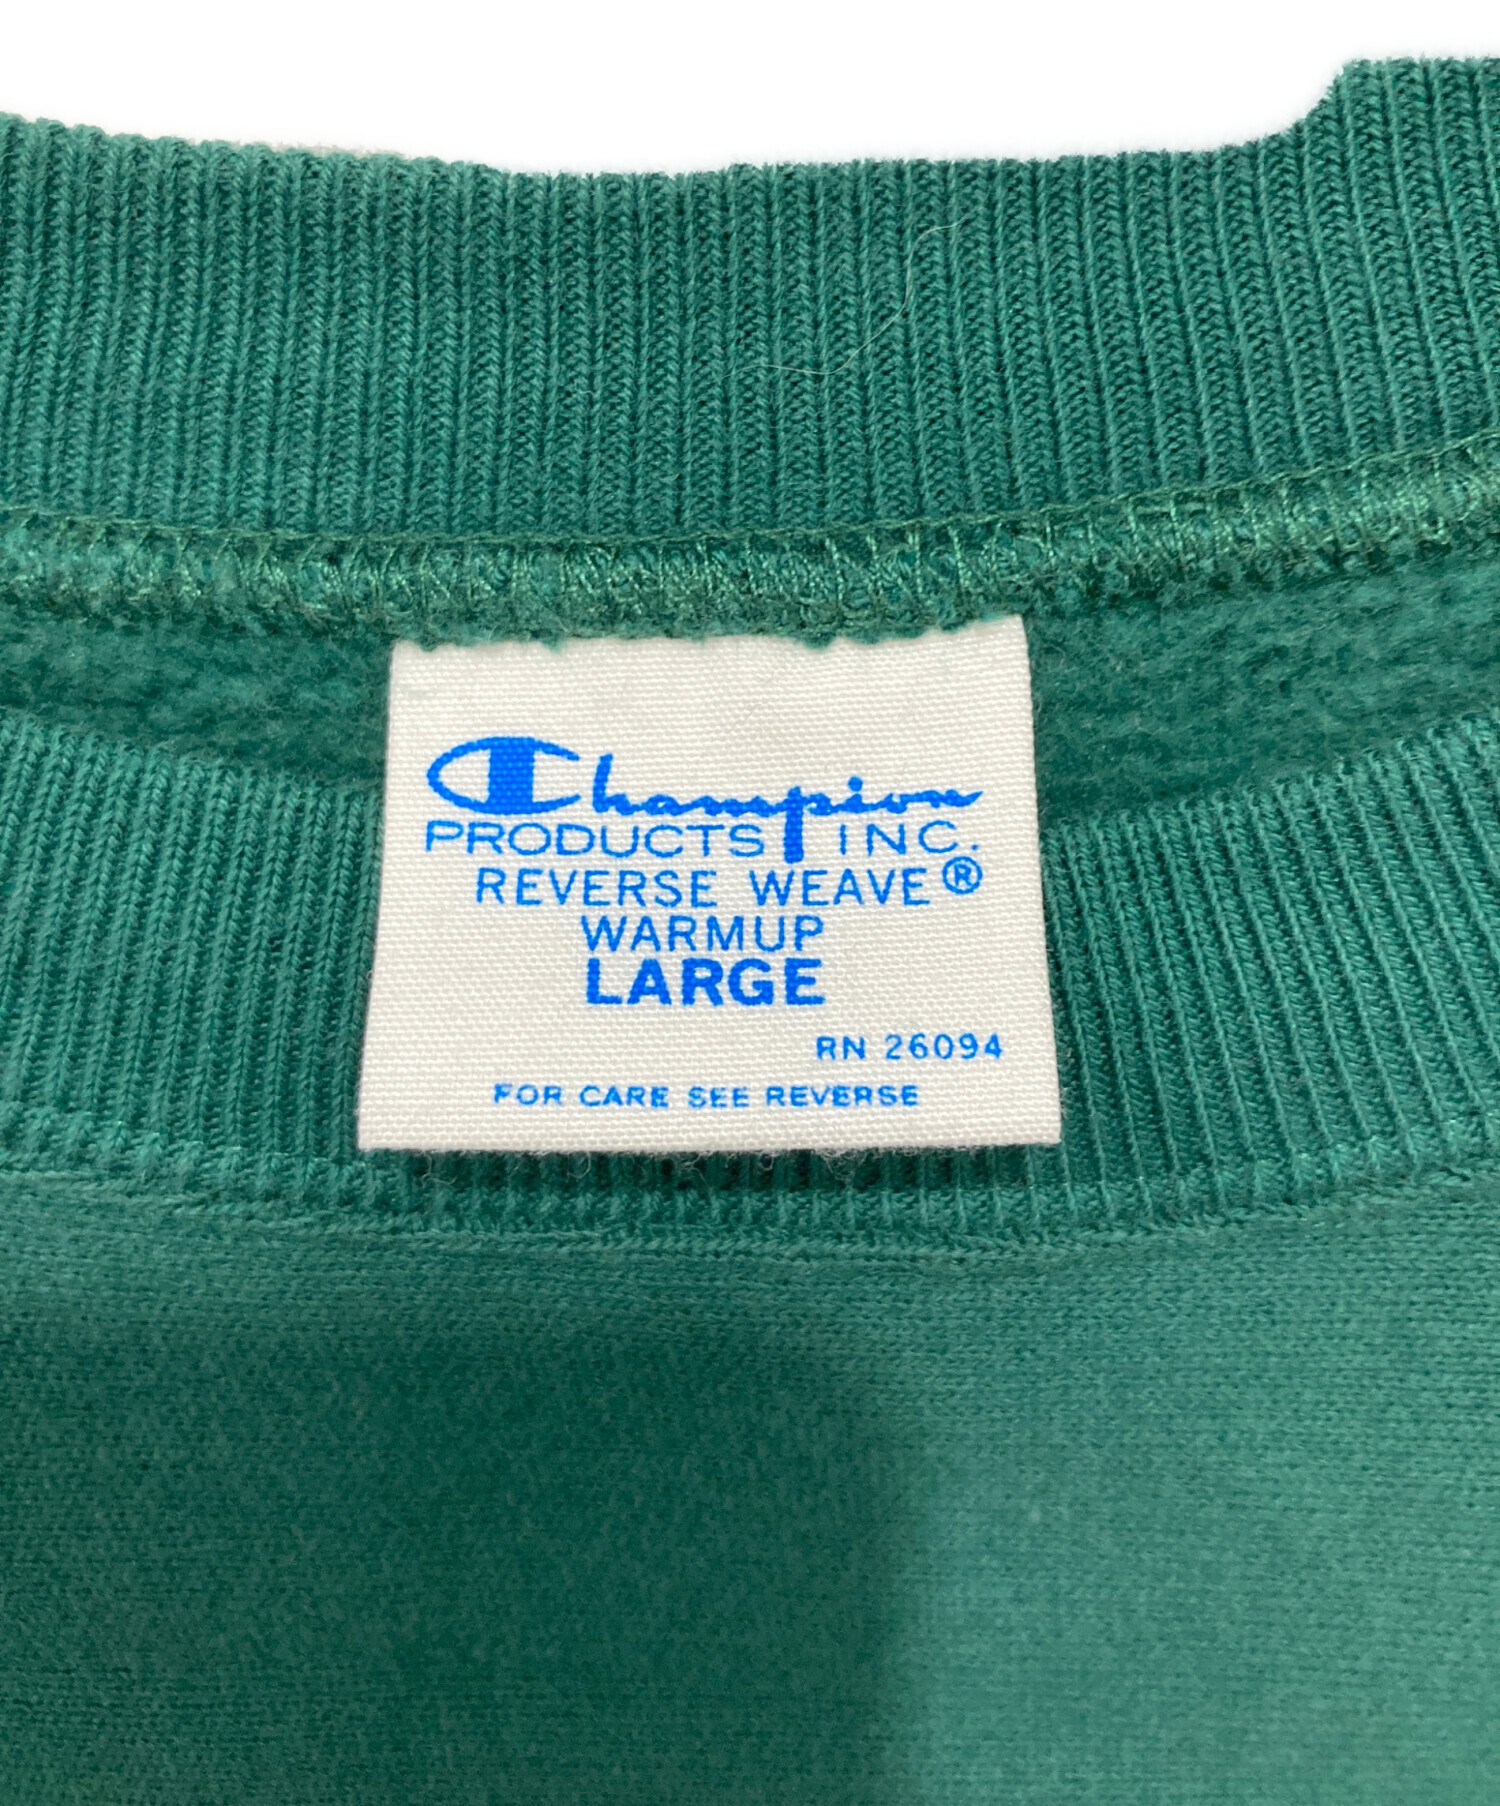 Champion
PRODUCTS INC.
REVERSE WEAVE®
WARMUP
LARGE
RN 26094
FOR CARE SEE REVERSE